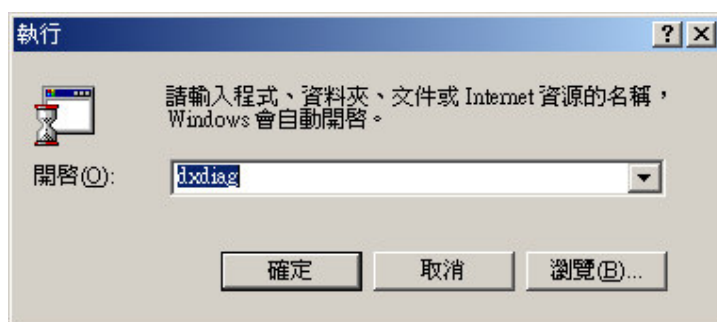 執行
請輸入程式、資料夾、文件或 Internet 資源的名稱，
Windows 會自動開啓。
開啓(O):
dxdiag
確定
取消
瀏覽(B)...